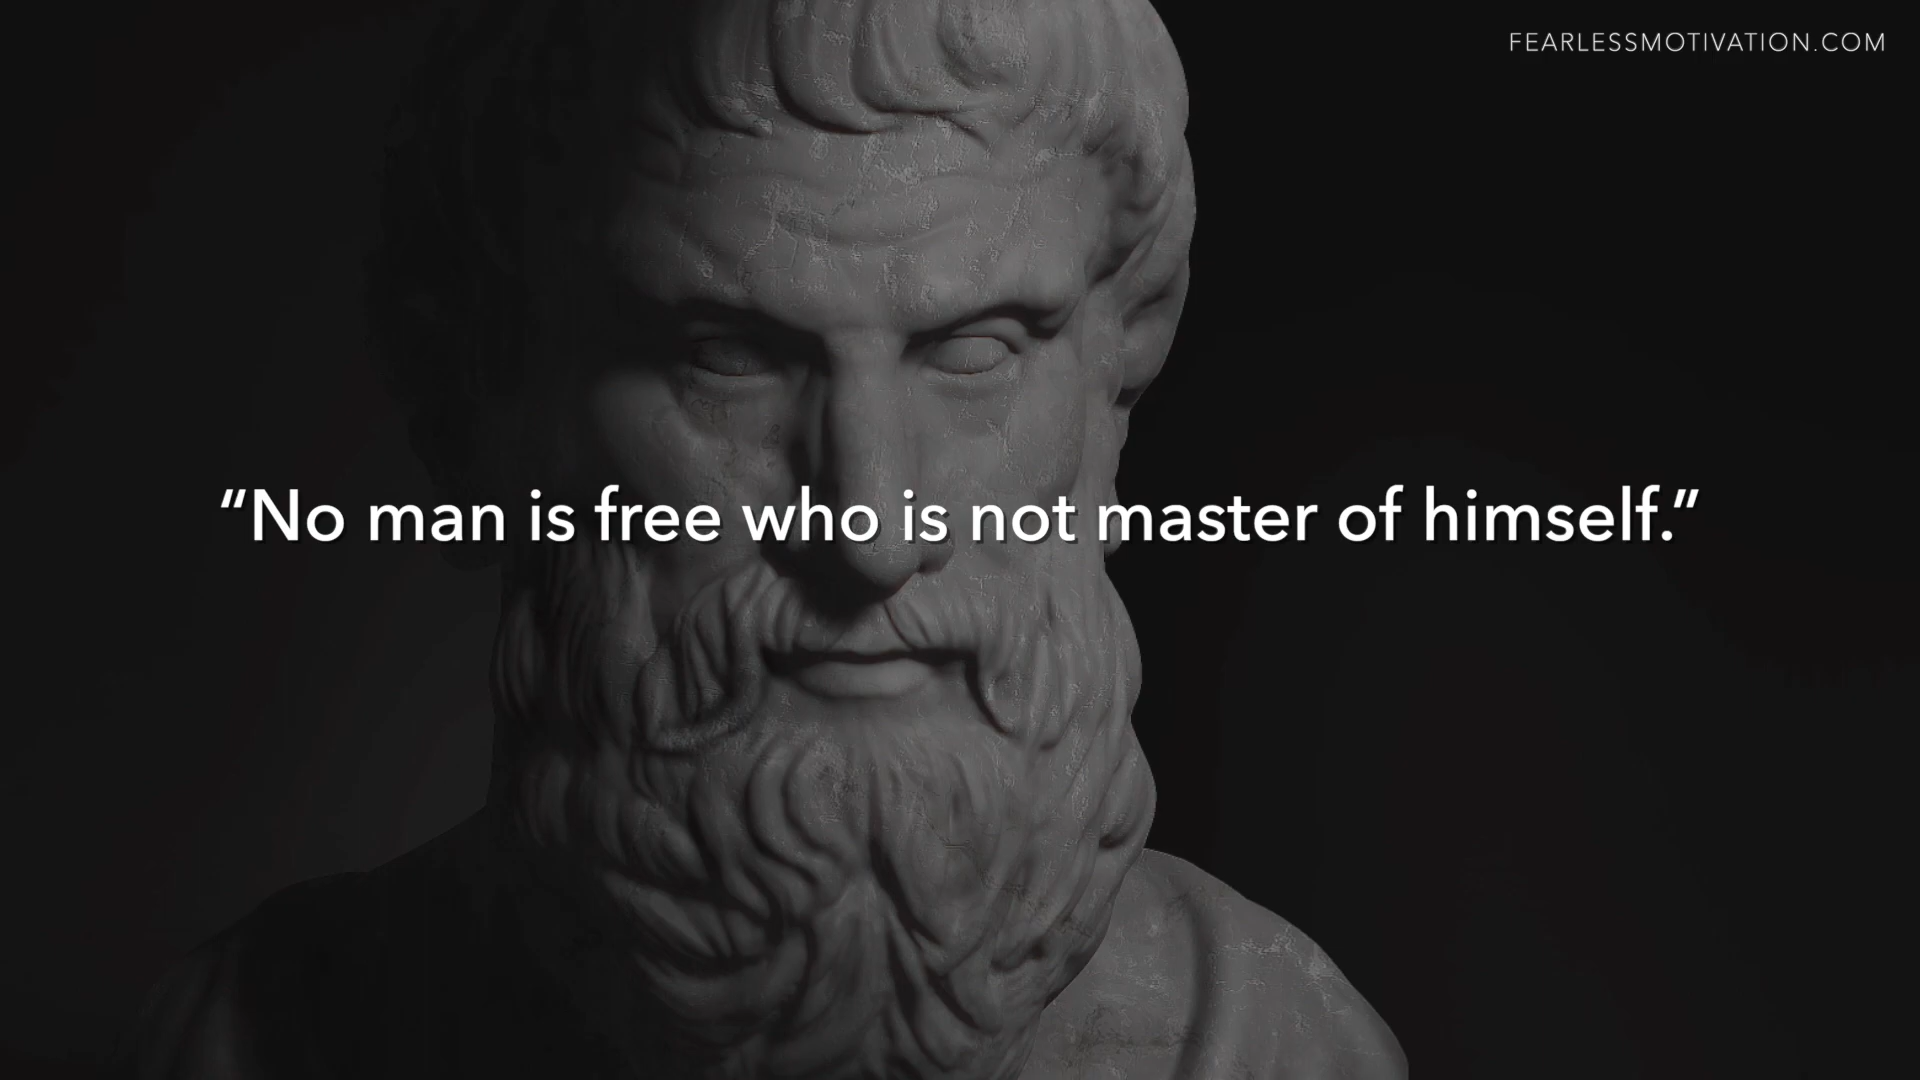 FEARLESSMOTIVATION.COM
“No man is free who is not master of himself.”